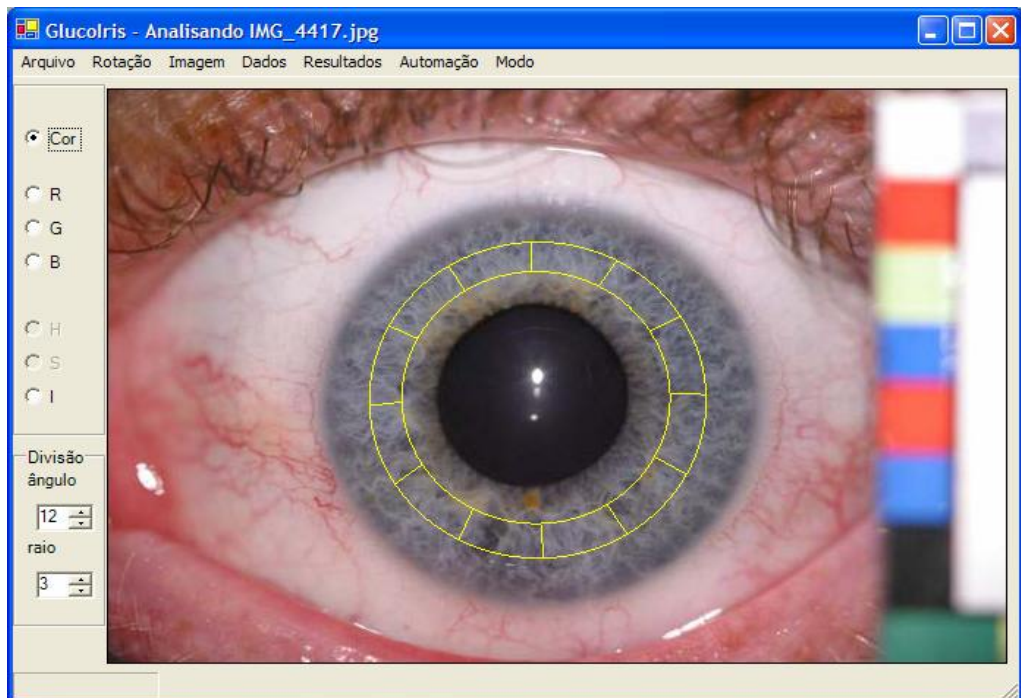 GlucoIris - Analisando IMG_4417.jpg
Arquivo Rotação Imagem Dados Resultados Automação Modo
Cor
R
G
B
H
S
I
Divisão
ângulo
12
raio
3